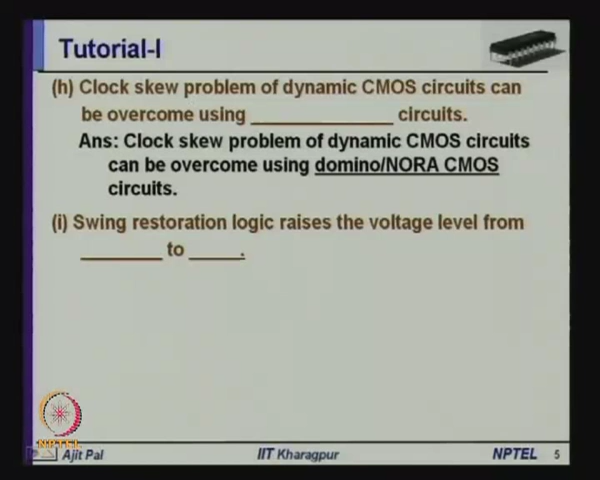 Tutorial-I
(h) Clock skew problem of dynamic CMOS circuits can
be overcome using ______________ circuits.
Ans: Clock skew problem of dynamic CMOS circuits
can be overcome using domino/NORA CMOS
circuits.
(i) Swing restoration logic raises the voltage level from
________ to _____.
NPTEL
Ajit Pal
IIT Kharagpur
NPTEL
5